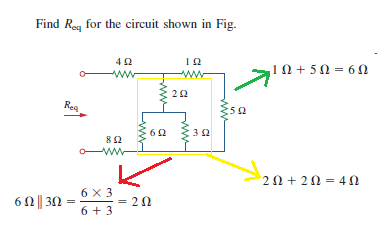 Find Req for the circuit shown in Fig.
4 Ω
1 Ω
1 Ω + 5 Ω = 6 Ω
2 Ω
Req
5 Ω
6 Ω
3 Ω
8 Ω
2 Ω + 2 Ω = 4 Ω
6 Ω || 3Ω = 6 × 3 / 6 + 3 = 2 Ω